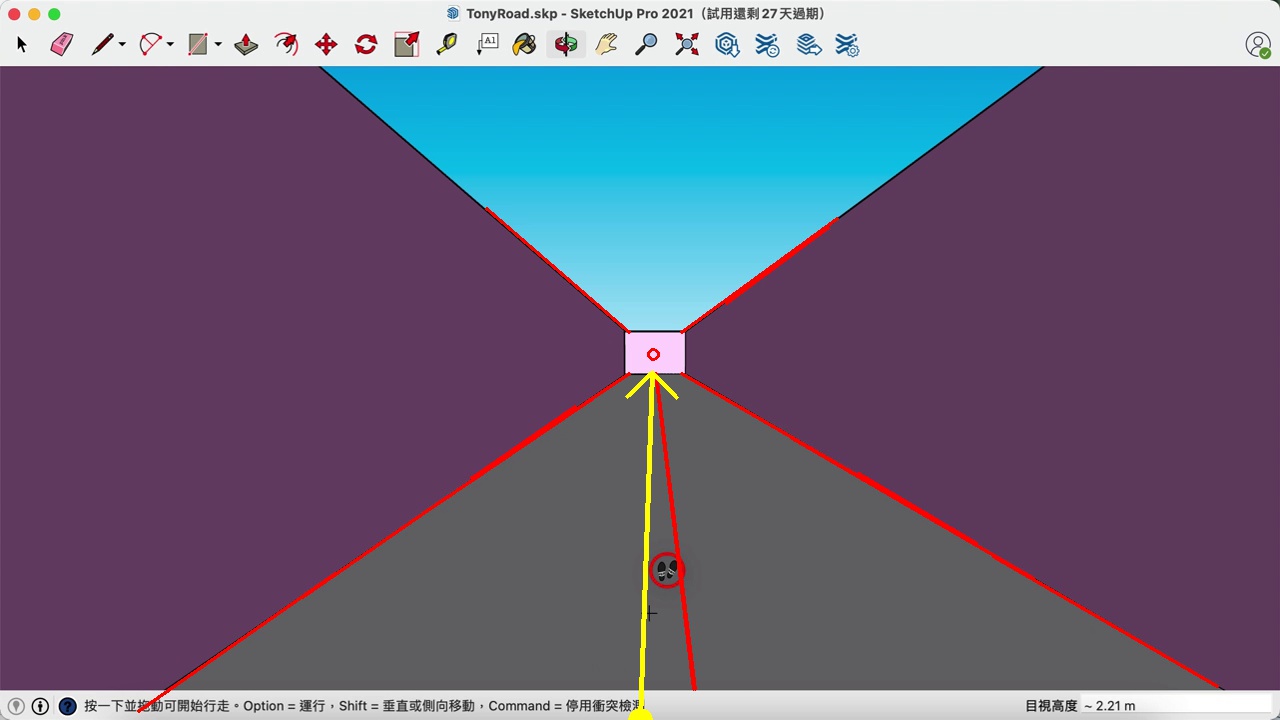 TonyRoad.skp - SketchUp Pro 2021（試用還剩 27 天過期）
A1
按一下並拖動可開始行走。Option = 運行，Shift = 垂直或側向移動，Command = 停用衝突檢測
目視高度 ~ 2.21 m